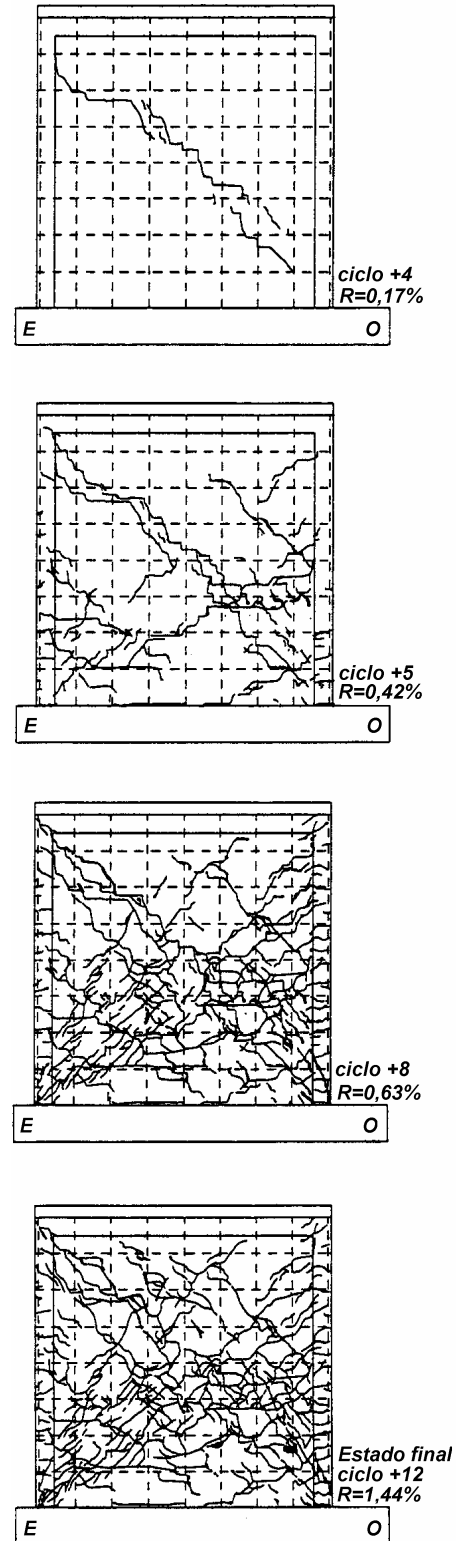 ciclo +4
R=0,17%
E O
ciclo +5
R=0,42%
E O
ciclo +8
R=0,63%
E O
Estado final
ciclo +12
R=1,44%
E O